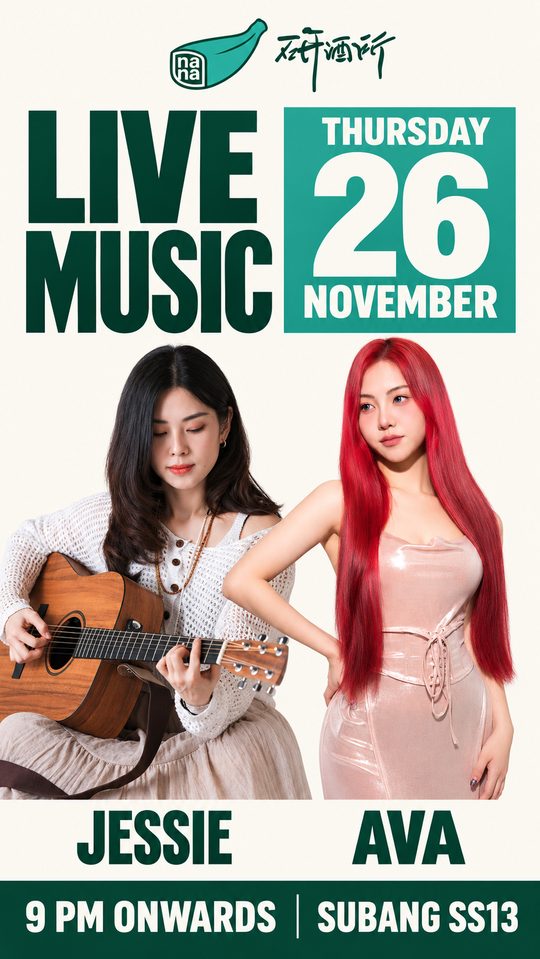 na
na
研酒所
LIVE
MUSIC
THURSDAY
26
NOVEMBER
JESSIE
AVA
9 PM ONWARDS | SUBANG SS13